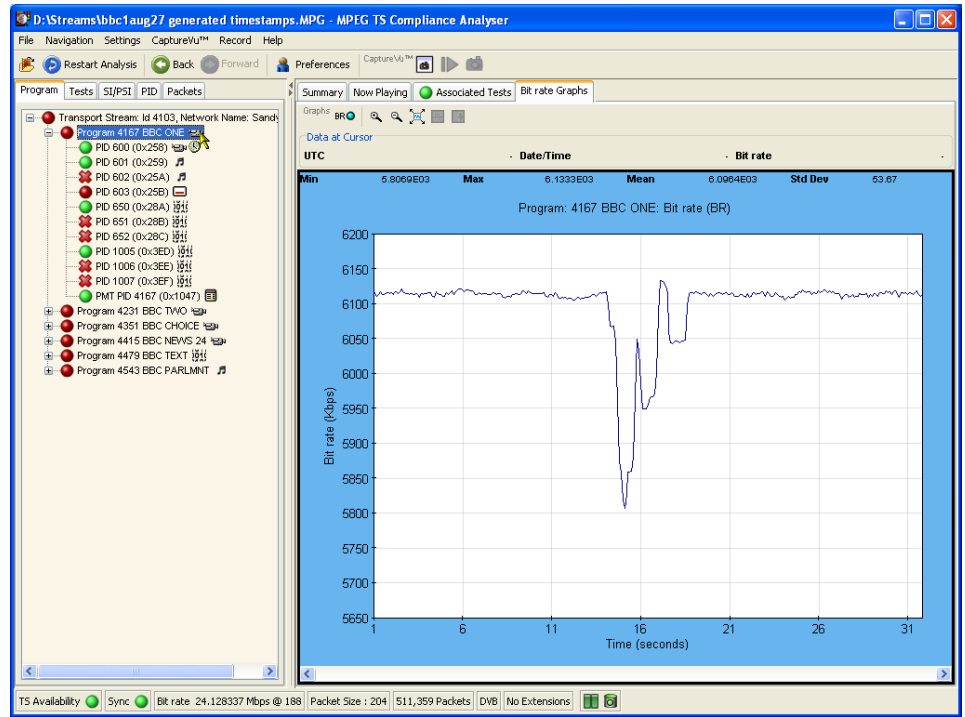 D:\Streams\bbc1aug27 generated timestamps.MPG - MPEG TS Compliance Analyser
File Navigation Settings CaptureVu™ Record Help
Restart Analysis Back Forward Preferences CaptureVu™
Program Tests SI/PSI PID Packets
Summary Now Playing Associated Tests Bit rate Graphs
Transport Stream: Id 4103, Network Name: Sandy
Program 4167 BBC ONE
PID 600 (0x258)
PID 601 (0x259)
PID 602 (0x25A)
PID 603 (0x25B)
PID 650 (0x28A)
PID 651 (0x28B)
PID 652 (0x28C)
PID 1005 (0x3ED)
PID 1006 (0x3EE)
PID 1007 (0x3EF)
PMT PID 4167 (0x1047)
Program 4231 BBC TWO
Program 4351 BBC CHOICE
Program 4415 BBC NEWS 24
Program 4479 BBC TEXT
Program 4543 BBC PARLMNT
Graphs BR
Data at Cursor
UTC - Date/Time - Bit rate -
Min 5.8069E03 Max 6.1333E03 Mean 6.0964E03 Std Dev 53.67
Program: 4167 BBC ONE: Bit rate (BR)
Bit rate (Kbps)
6200
6150
6100
6050
6000
5950
5900
5850
5800
5750
5700
5650
1 6 11 16 21 26 31
Time (seconds)
TS Availability Sync Bit rate 24.128337 Mbps @ 188 Packet Size : 204 511,359 Packets DVB No Extensions